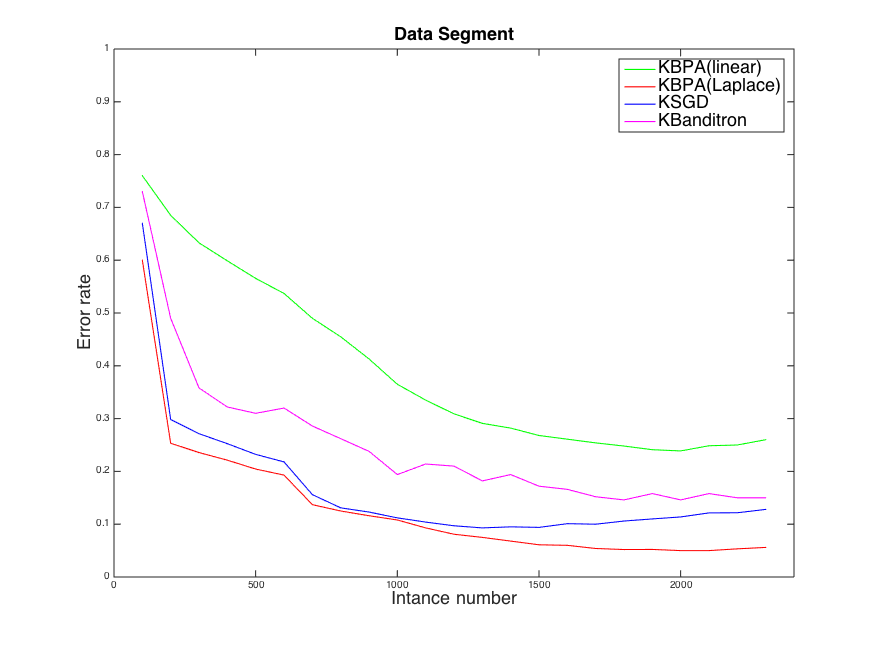 Data Segment
1
0.9
0.8
0.7
0.6
0.5
0.4
0.3
0.2
0.1
0
Error rate
KBPA(linear)
KBPA(Laplace)
KSGD
KBanditron
0 500 1000 1500 2000
Intance number